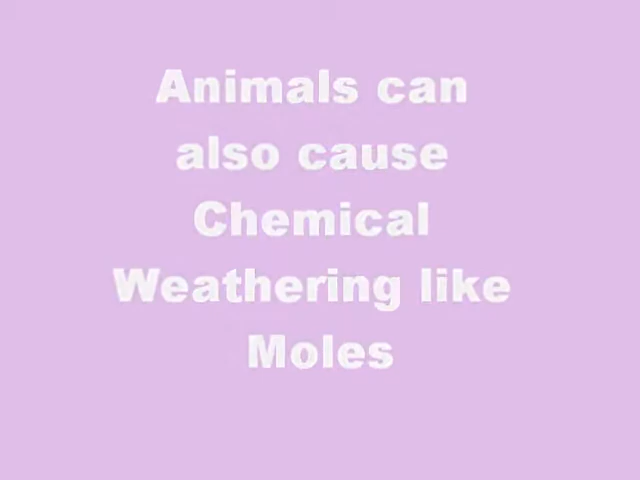 Animals can
also cause
Chemical
Weathering like
Moles